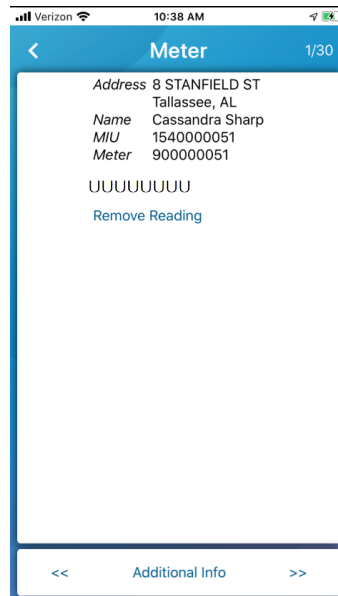 Verizon 10:38 AM
Meter 1/30
Address 8 STANFIELD ST
Tallassee, AL
Name Cassandra Sharp
MIU 1540000051
Meter 900000051
UUUUUUUU
Remove Reading
<< Additional Info >>